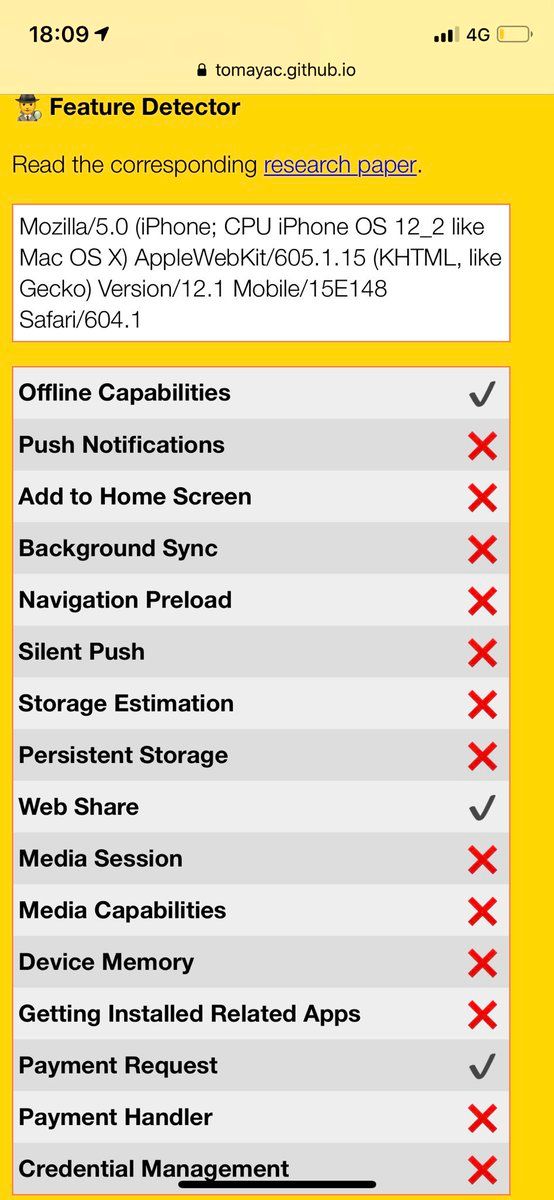 18:09 4G
tomayac.github.io
Feature Detector
Read the corresponding research paper.
Mozilla/5.0 (iPhone; CPU iPhone OS 12_2 like
Mac OS X) AppleWebKit/605.1.15 (KHTML, like
Gecko) Version/12.1 Mobile/15E148
Safari/604.1
Offline Capabilities
Push Notifications
Add to Home Screen
Background Sync
Navigation Preload
Silent Push
Storage Estimation
Persistent Storage
Web Share
Media Session
Media Capabilities
Device Memory
Getting Installed Related Apps
Payment Request
Payment Handler
Credential Management